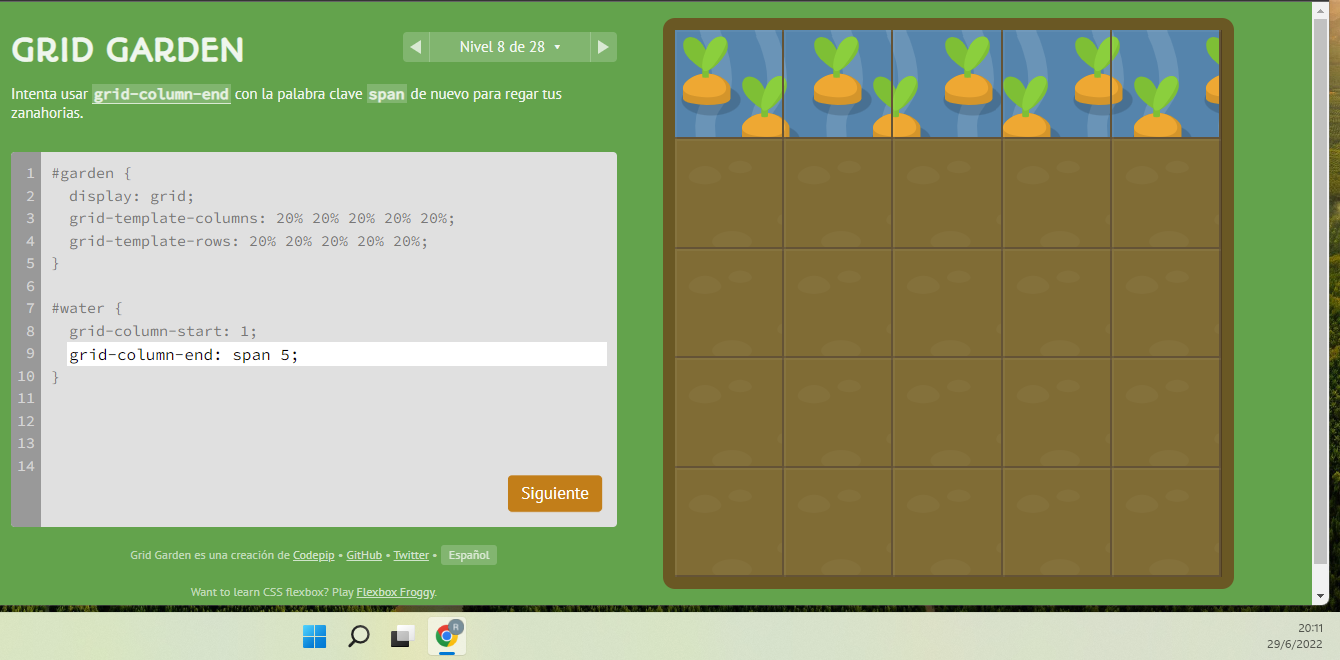 GRID GARDEN
◀ Nivel 8 de 28 ▾ ▶
Intenta usar grid-column-end con la palabra clave span de nuevo para regar tus
zanahorias.
1 #garden {
2 display: grid;
3 grid-template-columns: 20% 20% 20% 20% 20%;
4 grid-template-rows: 20% 20% 20% 20% 20%;
5 }
6
7 #water {
8 grid-column-start: 1;
9 grid-column-end: span 5;
10 }
11
12
13
14
Siguiente
Grid Garden es una creación de Codepip • GitHub • Twitter • Español
Want to learn CSS flexbox? Play Flexbox Froggy.
R
20:11
29/6/2022